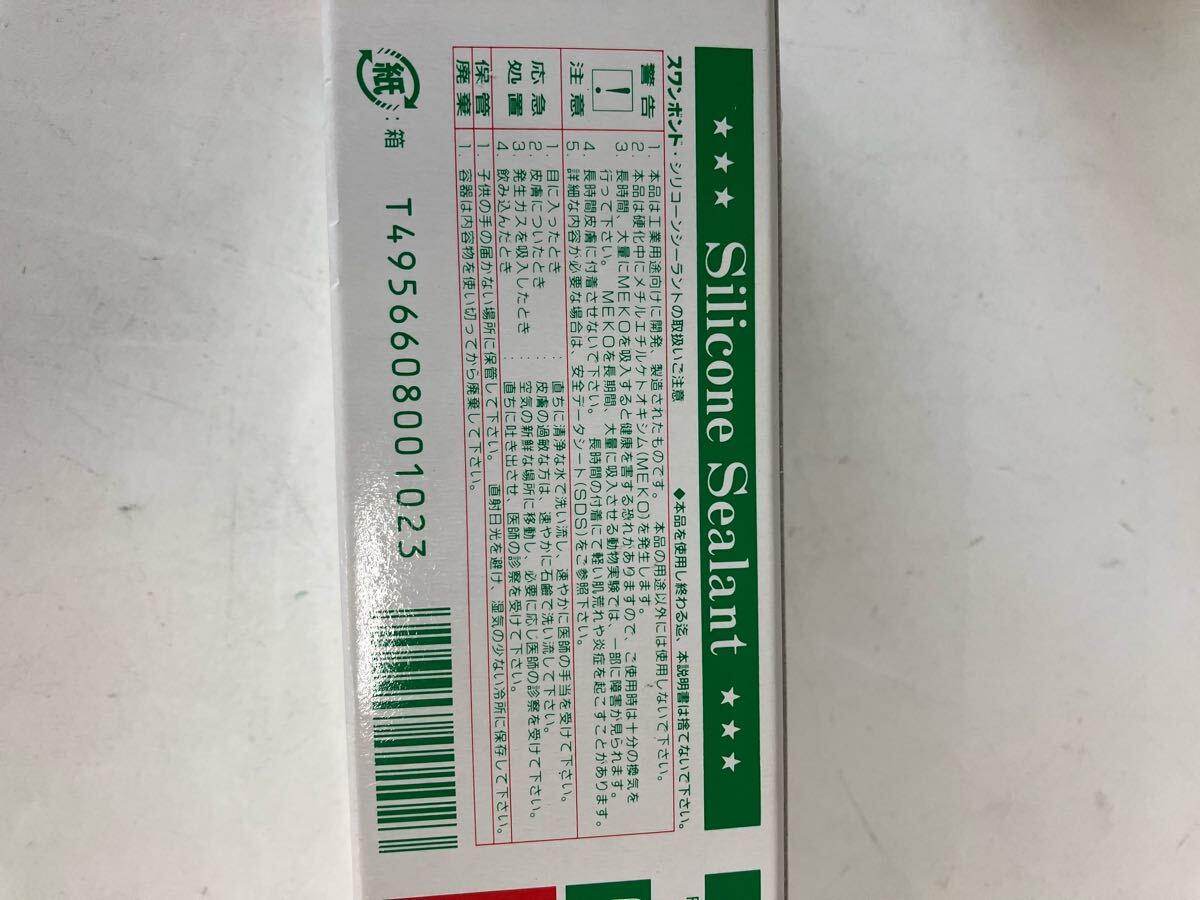 ★★★ Silicone Sealant ★★★
スワンボンド・シリコーンシーラントの取扱いご注意
◆本品を使用し終わる迄、本説明書は捨てないで下さい。
警告
!
注意
1. 本品は工業用途向けに開発、製造されたものです。 本品の用途以外には使用しないで下さい。
2. 本品は硬化中にメチルエチルケトオキシム(MEKO)を発生します。
3. 長時間、大量にMEKOを吸入すると健康を害する恐れがありますので、ご使用時は十分の換気を
行って下さい。 MEKOを長期間、大量に吸入させる動物実験では、一部に障害が見られます。
4. 長時間皮膚に付着させないで下さい。 長時間の付着にて軽い肌荒れや炎症を起こすことがあります。
5. 詳細な内容が必要な場合は、安全データシート(SDS)をご参照下さい。
応急
処置
1. 目に入ったとき : 直ちに清浄な水で洗い流し、速やかに医師の手当を受けて下さい。
2. 皮膚についたとき : 皮膚の過敏な方は、速やかに石鹸で洗い流して下さい。
3. 発生ガスを吸入したとき : 空気の新鮮な場所に移動し、必要に応じ医師の診察を受けて下さい。
4. 飲み込んだとき : 直ちに吐き出させ、医師の診察を受けて下さい。
保管
1. 子供の手の届かない場所に保管して下さい。 直射日光を避け、湿気の少ない冷所に保存して下さい。
廃棄
1. 容器は内容物を使い切ってから廃棄して下さい。
紙 : 箱
T4956608001023